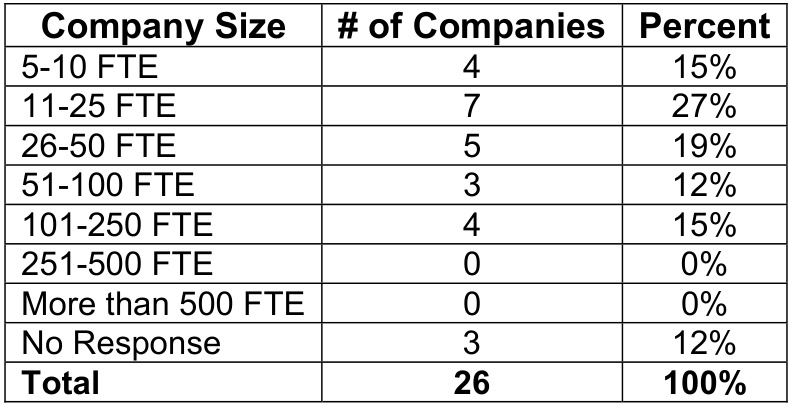 Company Size # of Companies Percent
5-10 FTE 4 15%
11-25 FTE 7 27%
26-50 FTE 5 19%
51-100 FTE 3 12%
101-250 FTE 4 15%
251-500 FTE 0 0%
More than 500 FTE 0 0%
No Response 3 12%
Total 26 100%